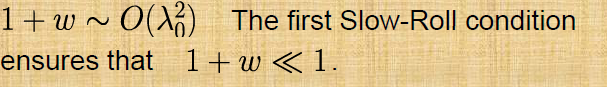 1 + w ∼ O(λ₀²) The first Slow-Roll condition
ensures that 1 + w ≪ 1.